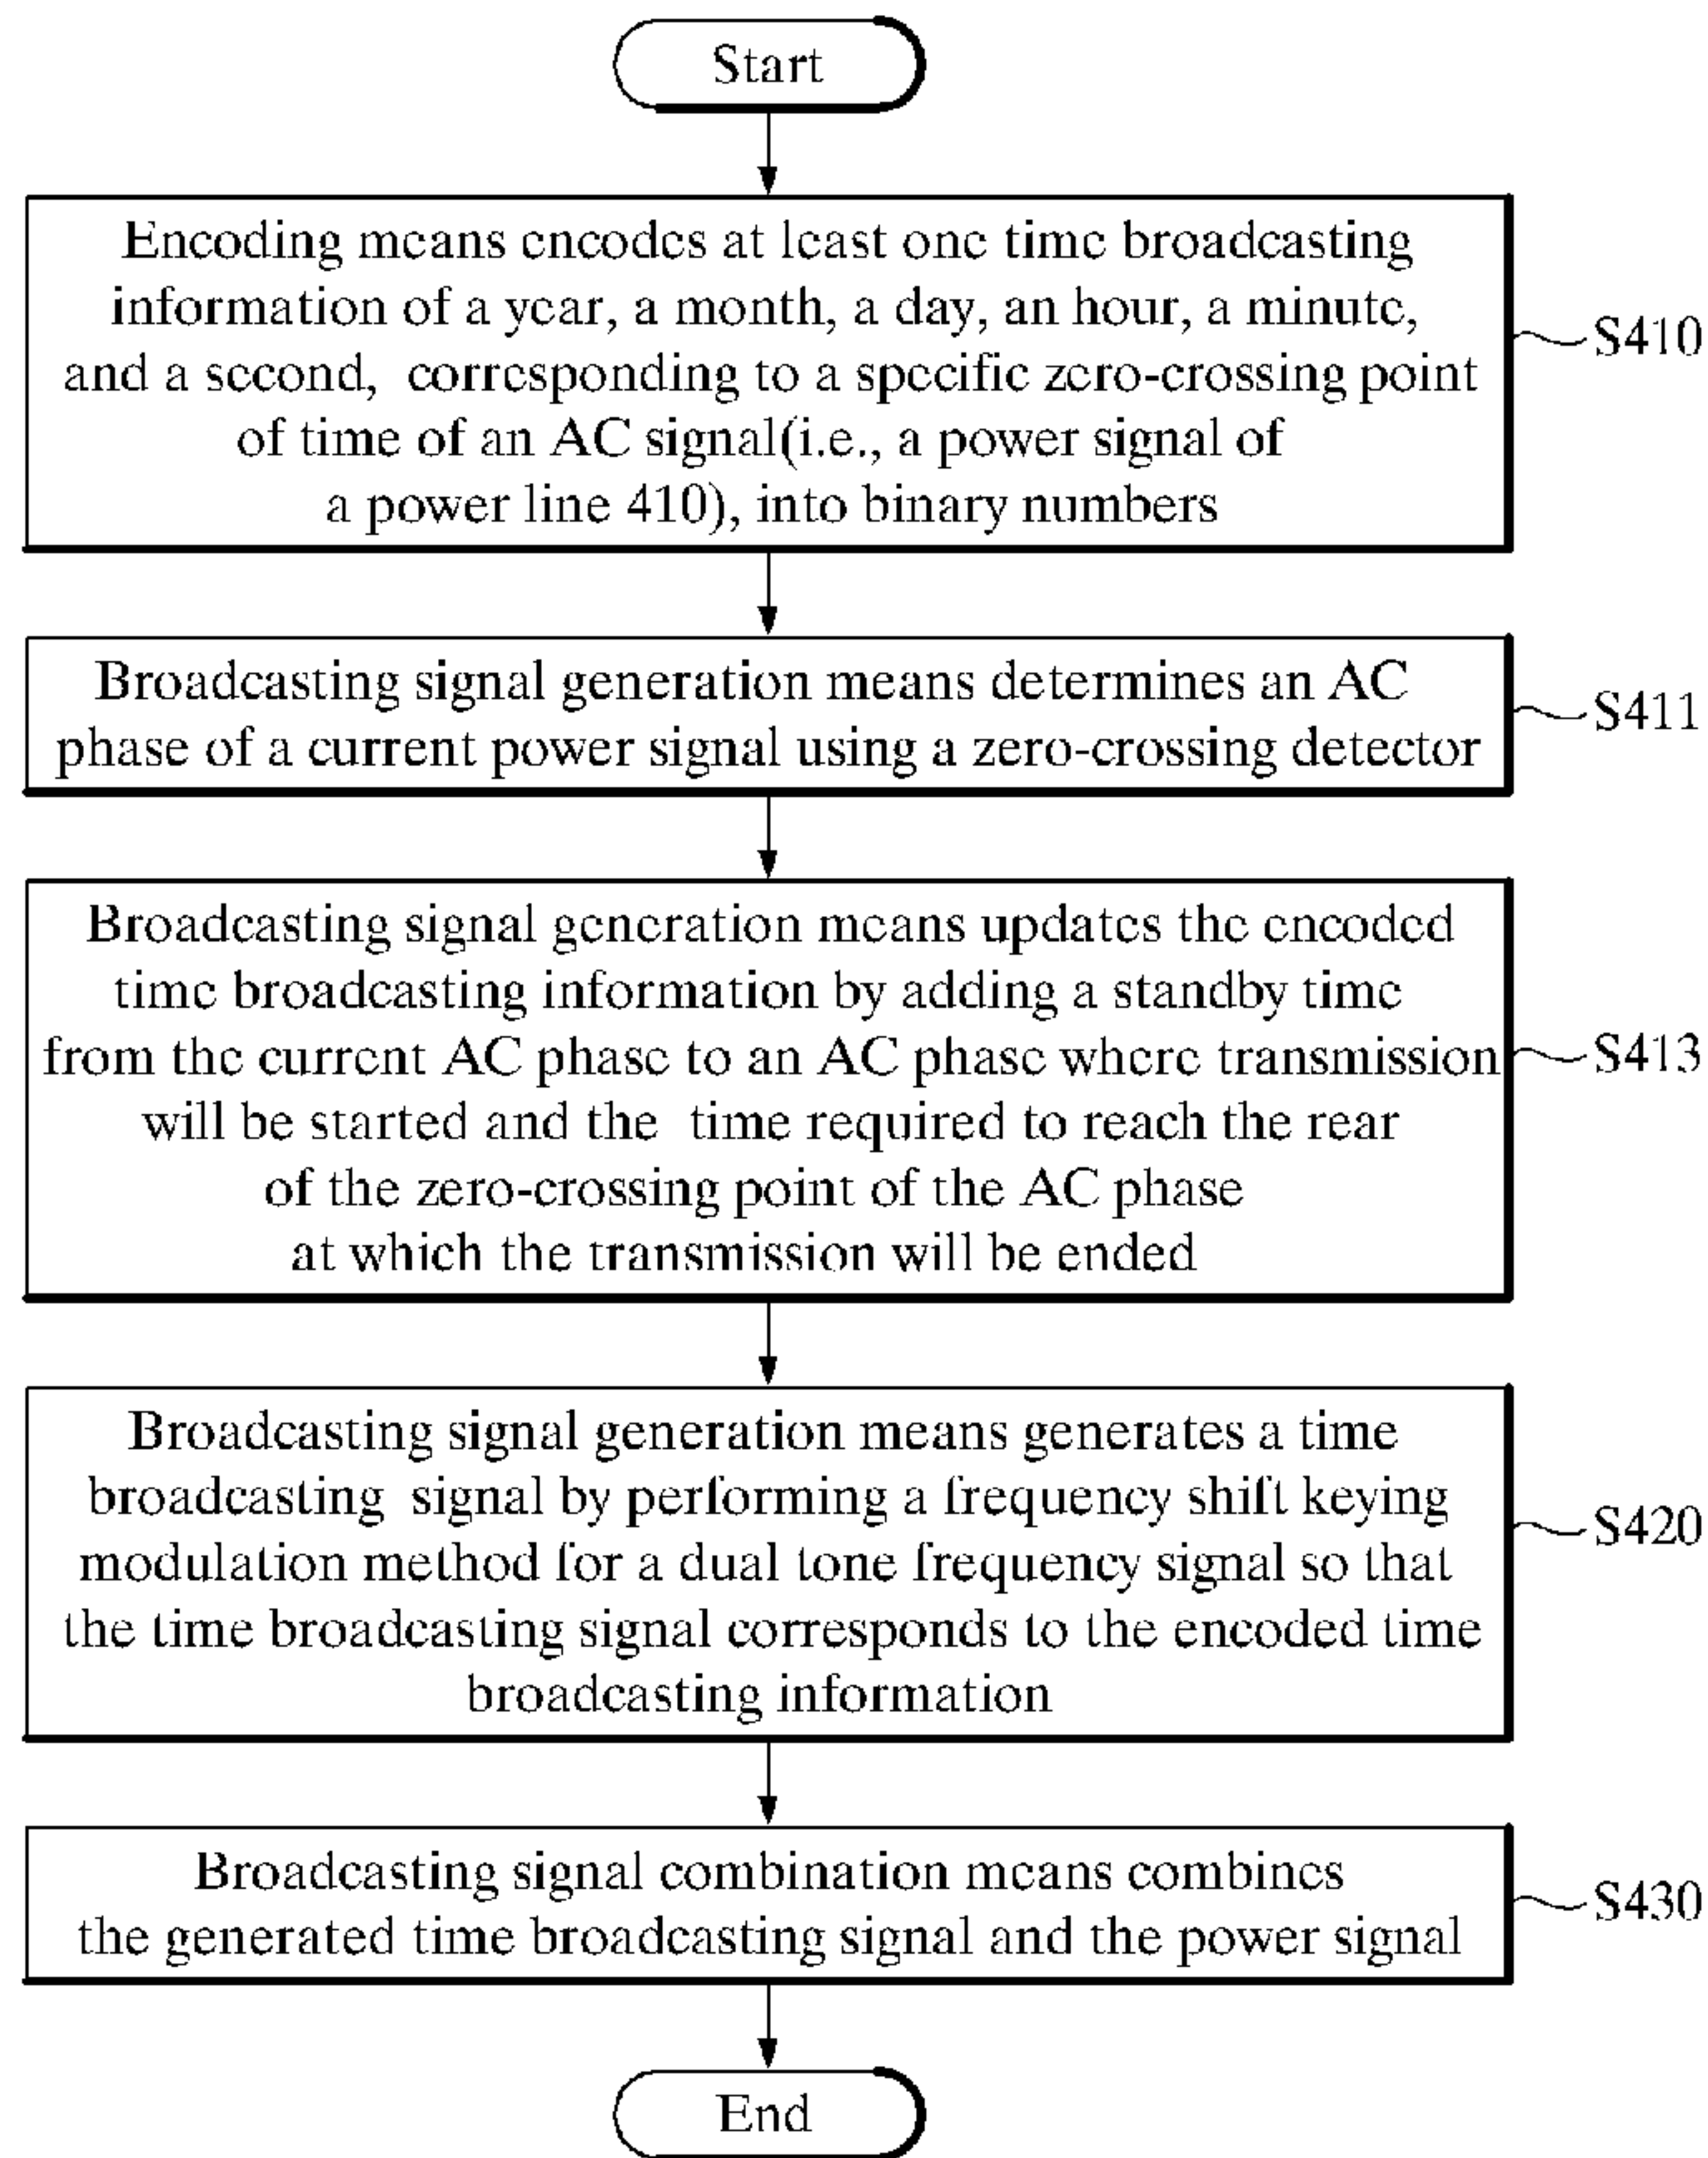 Start
Encoding means encodes at least one time broadcasting
information of a year, a month, a day, an hour, a minute,
and a second, corresponding to a specific zero-crossing point
of time of an AC signal(i.e., a power signal of
a power line 410), into binary numbers
S410
Broadcasting signal generation means determines an AC
phase of a current power signal using a zero-crossing detector
S411
Broadcasting signal generation means updates the encoded
time broadcasting information by adding a standby time
from the current AC phase to an AC phase where transmission
will be started and the time required to reach the rear
of the zero-crossing point of the AC phase
at which the transmission will be ended
S413
Broadcasting signal generation means generates a time
broadcasting signal by performing a frequency shift keying
modulation method for a dual tone frequency signal so that
the time broadcasting signal corresponds to the encoded time
broadcasting information
S420
Broadcasting signal combination means combines
the generated time broadcasting signal and the power signal
S430
End